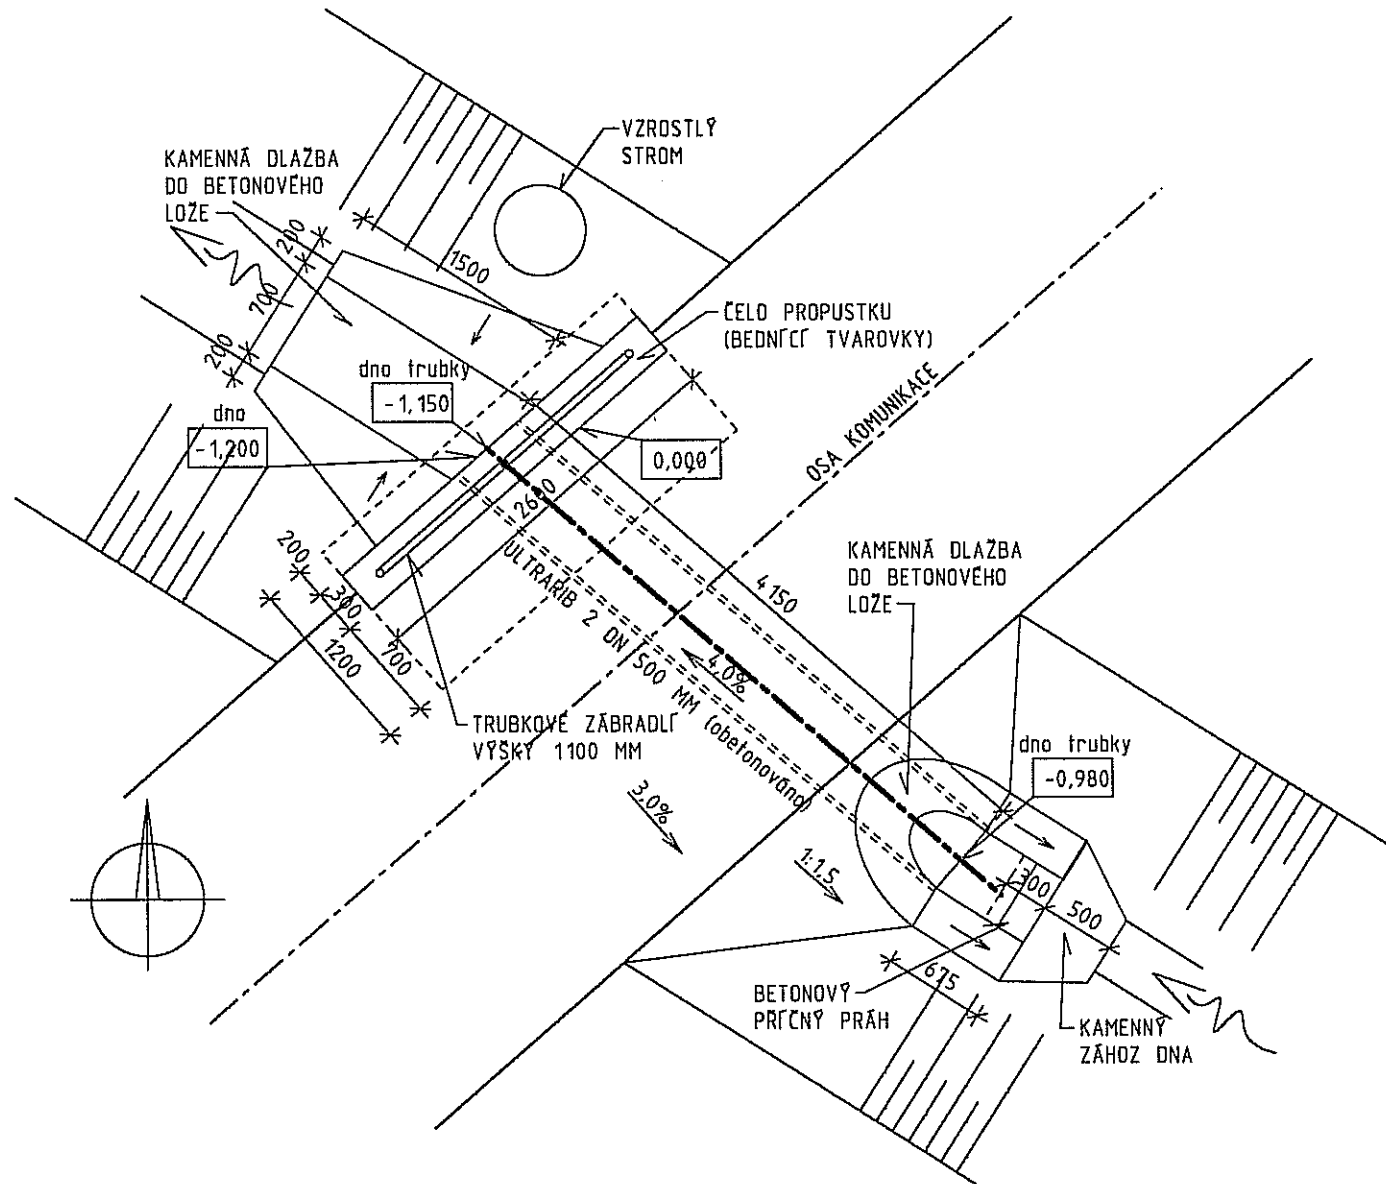 VZROSTLÝ
STROM
KAMENNÁ DLAŽBA
DO BETONOVÉHO
LOŽE
200
700
200
1500
ČELO PROPUSTKU
(BEDNÍCÍ TVAROVKY)
dno trubky
-1,150
dno
-1,200
0,000
OSA KOMUNIKACE
2610
ULTRARIB 2 DN 500 MM (obetonováno)
4150
KAMENNÁ DLAŽBA
DO BETONOVÉHO
LOŽE
200
300
700
1200
4,0%
TRUBKOVÉ ZÁBRADLÍ
VÝŠKY 1100 MM
3,0%
dno trubky
-0,980
1:1,5
300
500
675
BETONOVÝ
PŘÍČNÝ PRÁH
KAMENNÝ
ZÁHOZ DNA